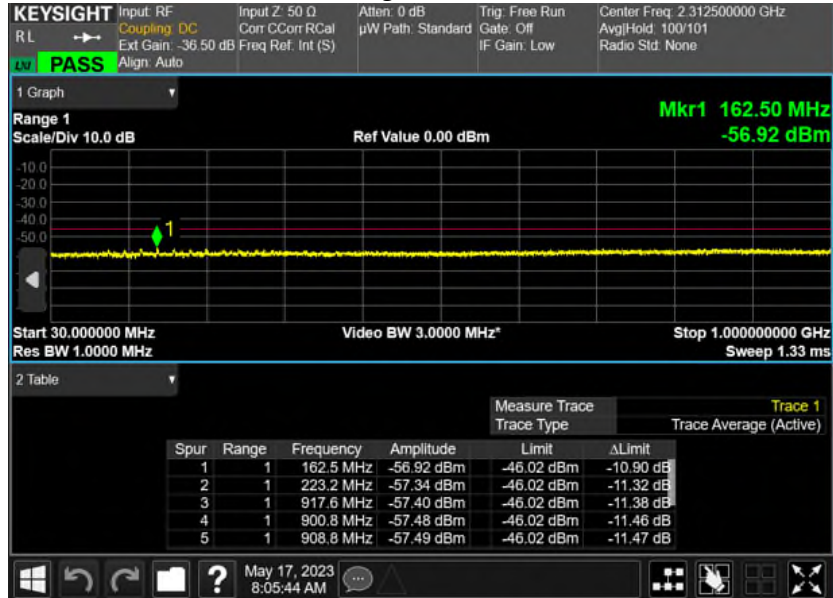 KEYSIGHT Input: RF Input Z: 50 Ω Atten: 0 dB Trig: Free Run Center Freq: 2.312500000 GHz
RL Coupling: DC Corr CCorr RCal µW Path: Standard Gate: Off Avg|Hold: 100/101
Ext Gain: -36.50 dB Freq Ref: Int (S) IF Gain: Low Radio Std: None
PASS Align: Auto
1 Graph
Range 1 Mkr1 162.50 MHz
Scale/Div 10.0 dB Ref Value 0.00 dBm -56.92 dBm
-10.0
-20.0
-30.0
-40.0
1
-50.0
Start 30.000000 MHz Video BW 3.0000 MHz* Stop 1.000000000 GHz
Res BW 1.0000 MHz Sweep 1.33 ms
2 Table
Measure Trace Trace 1
Trace Type Trace Average (Active)
Spur Range Frequency Amplitude Limit ΔLimit
1 1 162.5 MHz -56.92 dBm -46.02 dBm -10.90 dB
2 1 223.2 MHz -57.34 dBm -46.02 dBm -11.32 dB
3 1 917.6 MHz -57.40 dBm -46.02 dBm -11.38 dB
4 1 900.8 MHz -57.48 dBm -46.02 dBm -11.46 dB
5 1 908.8 MHz -57.49 dBm -46.02 dBm -11.47 dB
? May 17, 2023
8:05:44 AM